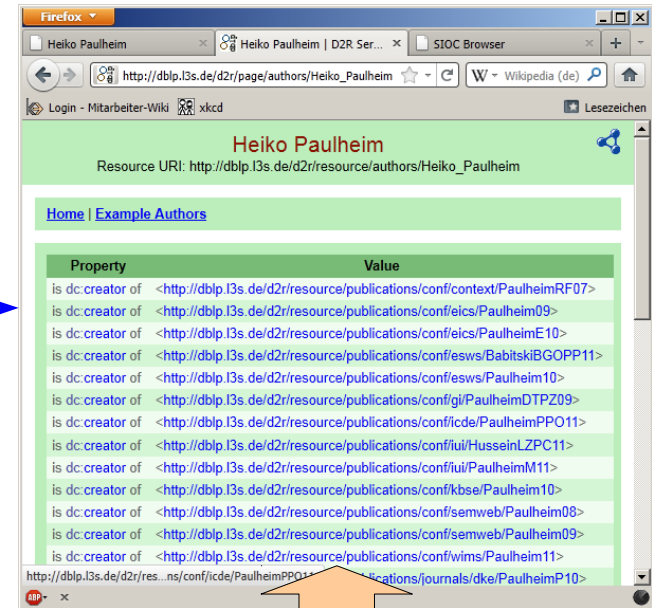 Firefox
Heiko Paulheim × Heiko Paulheim | D2R Ser... × SIOC Browser × +
http://dblp.l3s.de/d2r/page/authors/Heiko_Paulheim W Wikipedia (de)
Login - Mitarbeiter-Wiki xkcd Lesezeichen
Heiko Paulheim
Resource URI: http://dblp.l3s.de/d2r/resource/authors/Heiko_Paulheim
Home | Example Authors
Property Value
is dc:creator of <http://dblp.l3s.de/d2r/resource/publications/conf/context/PaulheimRF07>
is dc:creator of <http://dblp.l3s.de/d2r/resource/publications/conf/eics/Paulheim09>
is dc:creator of <http://dblp.l3s.de/d2r/resource/publications/conf/eics/PaulheimE10>
is dc:creator of <http://dblp.l3s.de/d2r/resource/publications/conf/esws/BabitskiBGOPP11>
is dc:creator of <http://dblp.l3s.de/d2r/resource/publications/conf/esws/Paulheim10>
is dc:creator of <http://dblp.l3s.de/d2r/resource/publications/conf/gi/PaulheimDTPZ09>
is dc:creator of <http://dblp.l3s.de/d2r/resource/publications/conf/icde/PaulheimPPO11>
is dc:creator of <http://dblp.l3s.de/d2r/resource/publications/conf/iui/HusseinLZPC11>
is dc:creator of <http://dblp.l3s.de/d2r/resource/publications/conf/iui/PaulheimM11>
is dc:creator of <http://dblp.l3s.de/d2r/resource/publications/conf/kbse/Paulheim10>
is dc:creator of <http://dblp.l3s.de/d2r/resource/publications/conf/semweb/Paulheim08>
is dc:creator of <http://dblp.l3s.de/d2r/resource/publications/conf/semweb/Paulheim09>
is dc:creator of <http://dblp.l3s.de/d2r/resource/publications/conf/wims/Paulheim11>
http://dblp.l3s.de/d2r/res...ns/conf/icde/PaulheimPPO11 /journals/dke/PaulheimP10>
ABP ×